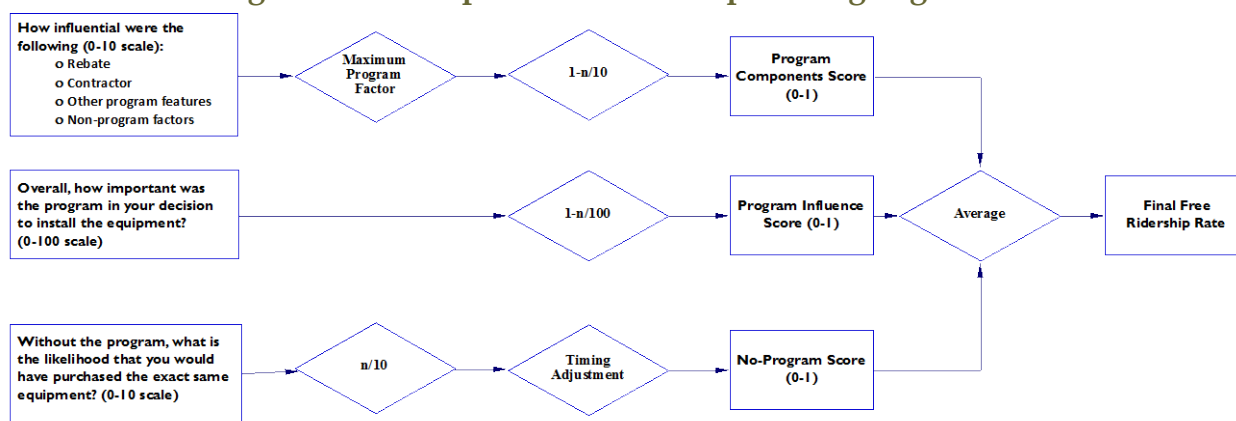 How influential were the
following (0-10 scale):
o Rebate
o Contractor
o Other program features
o Non-program factors
Maximum
Program
Factor
1-n/10
Program
Components Score
(0-1)
Overall, how important was
the program in your decision
to install the equipment?
(0-100 scale)
1-n/100
Program Influence
Score (0-1)
Average
Final Free
Ridership Rate
Without the program, what is
the likelihood that you would
have purchased the exact same
equipment? (0-10 scale)
n/10
Timing
Adjustment
No-Program Score
(0-1)